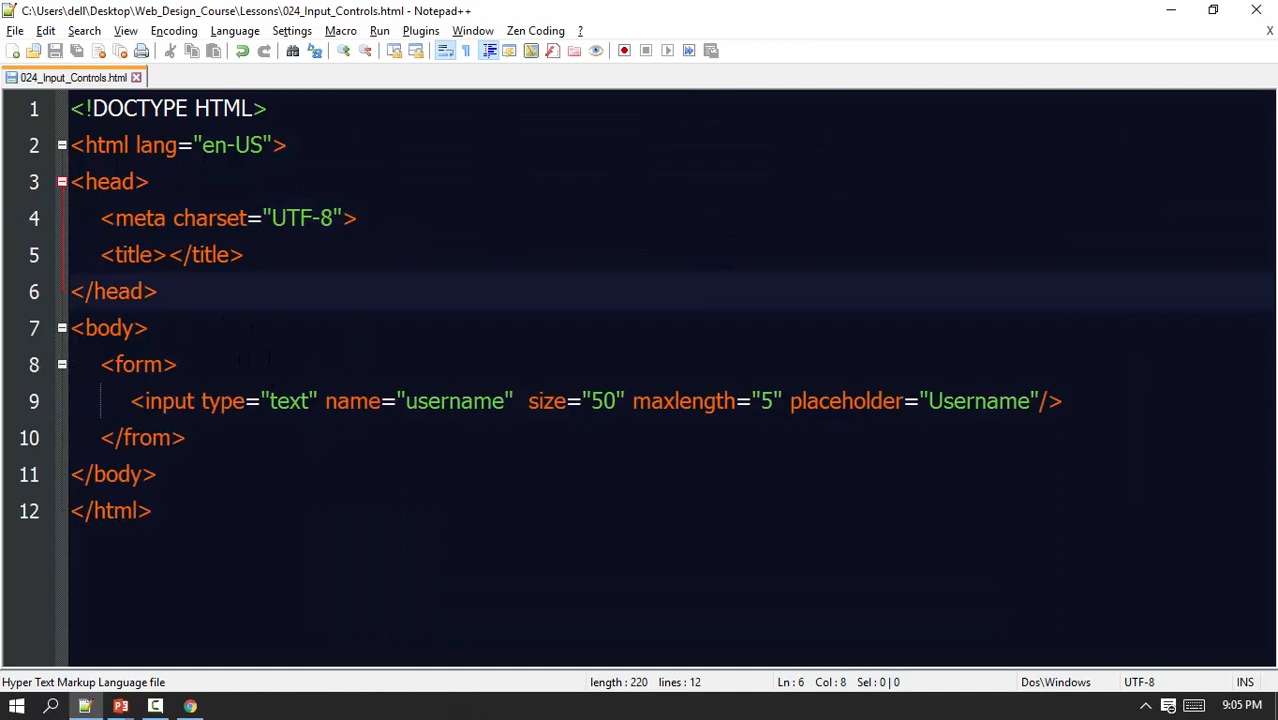 C:\Users\dell\Desktop\Web_Design_Course\Lessons\024_Input_Controls.html - Notepad++
File Edit Search View Encoding Language Settings Macro Run Plugins Window Zen Coding ? X
024_Input_Controls.html
1 <!DOCTYPE HTML>
2 <html lang="en-US">
3 <head>
4 <meta charset="UTF-8">
5 <title></title>
6 </head>
7 <body>
8 <form>
9 <input type="text" name="username"  size="50" maxlength="5" placeholder="Username"/>
10 </from>
11 </body>
12 </html>
Hyper Text Markup Language file length : 220 lines : 12 Ln : 6 Col : 8 Sel : 0 | 0 Dos\Windows UTF-8 INS
9:05 PM